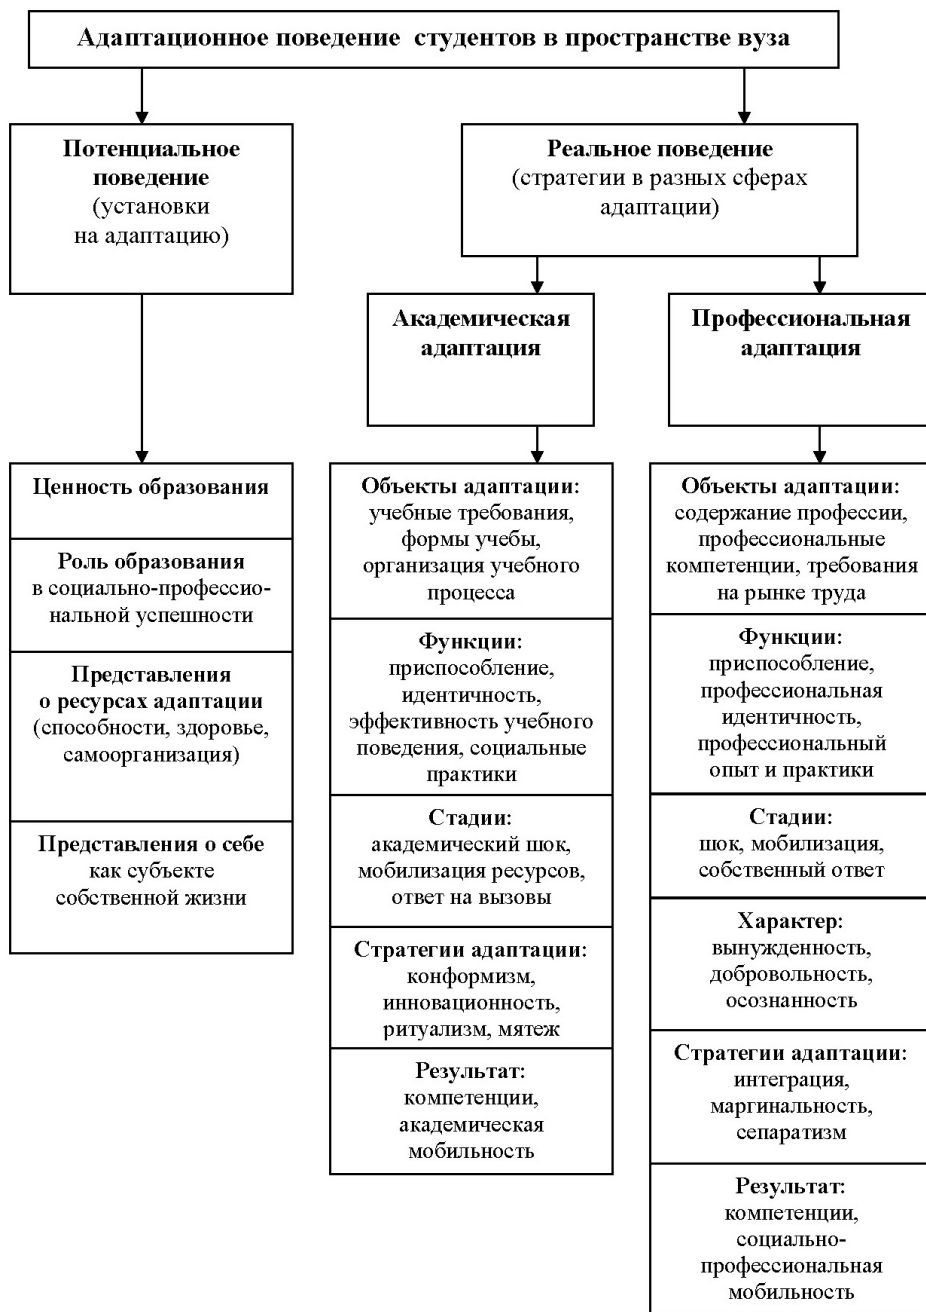 Адаптационное поведение студентов в пространстве вуза
Потенциальное
поведение
(установки
на адаптацию)
Реальное поведение
(стратегии в разных сферах
адаптации)
Академическая
адаптация
Профессиональная
адаптация
Ценность образования
Роль образования
в социально-профессио-
нальной успешности
Представления
о ресурсах адаптации
(способности, здоровье,
самоорганизация)
Представления о себе
как субъекте
собственной жизни
Объекты адаптации:
учебные требования,
формы учебы,
организация учебного
процесса
Функции:
приспособление,
идентичность,
эффективность учебного
поведения, социальные
практики
Стадии:
академический шок,
мобилизация ресурсов,
ответ на вызовы
Стратегии адаптации:
конформизм,
инновационность,
ритуализм, мятеж
Результат:
компетенции,
академическая
мобильность
Объекты адаптации:
содержание профессии,
профессиональные
компетенции, требования
на рынке труда
Функции:
приспособление,
профессиональная
идентичность,
профессиональный
опыт и практики
Стадии:
шок, мобилизация,
собственный ответ
Характер:
вынужденность,
добровольность,
осознанность
Стратегии адаптации:
интеграция,
маргинальность,
сепаратизм
Результат:
компетенции,
социально-
профессиональная
мобильность